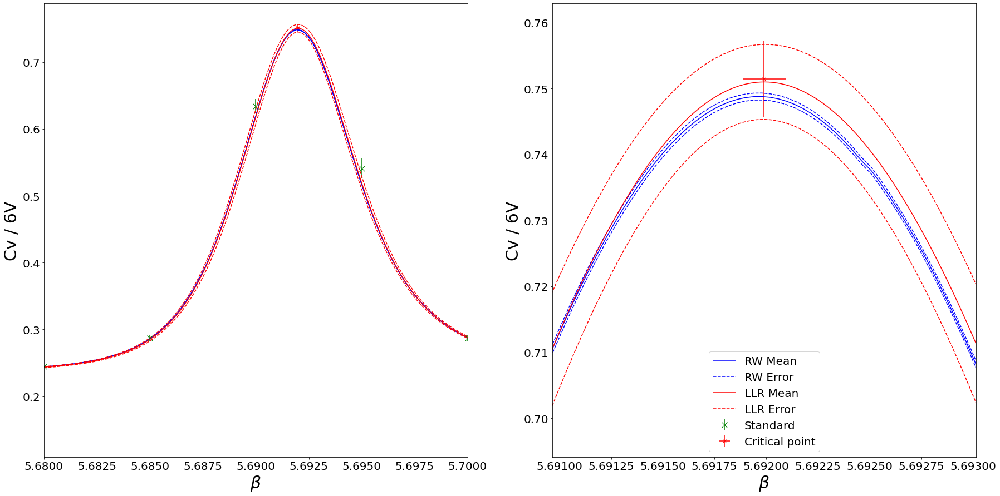 Cv / 6V
0.7
0.6
0.5
0.4
0.3
0.2
5.6800 5.6825 5.6850 5.6875 5.6900 5.6925 5.6950 5.6975 5.7000
β
Cv / 6V
0.76
0.75
0.74
0.73
0.72
0.71
0.70
RW Mean
RW Error
LLR Mean
LLR Error
Standard
Critical point
5.69100 5.69125 5.69150 5.69175 5.69200 5.69225 5.69250 5.69275 5.69300
β